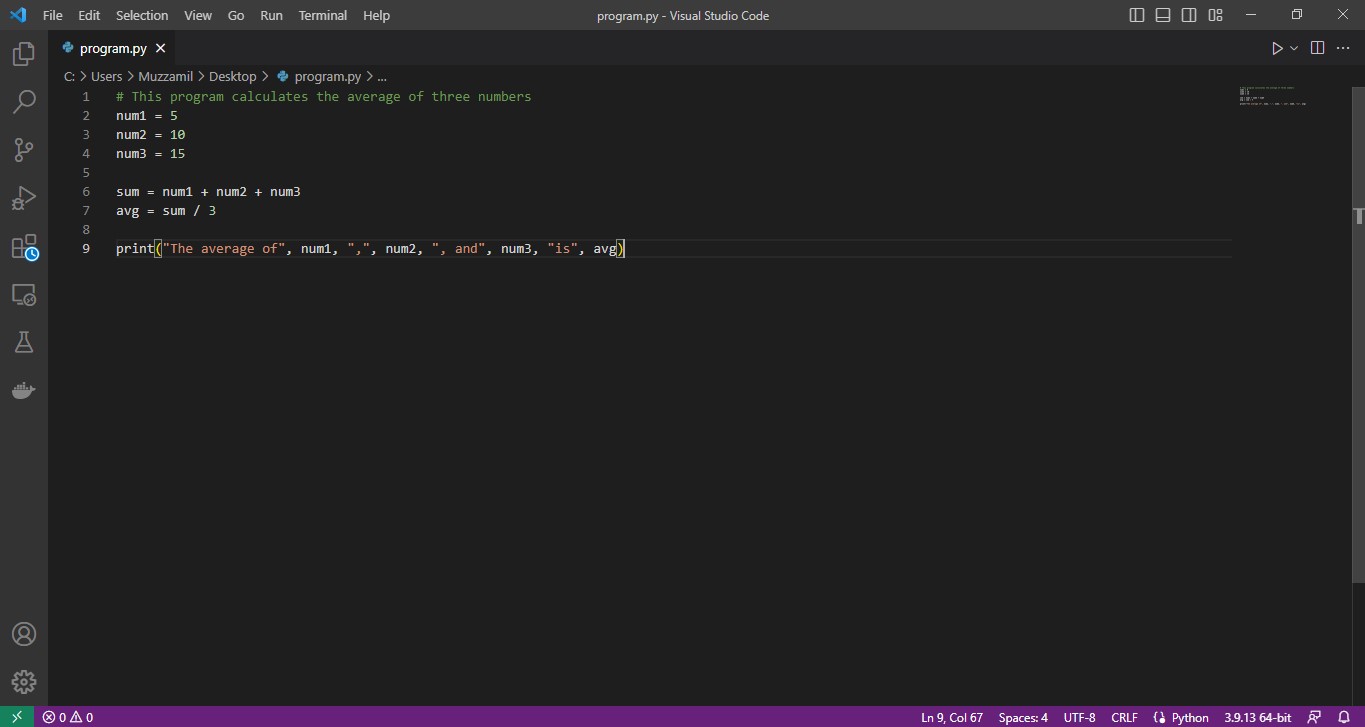 File Edit Selection View Go Run Terminal Help program.py - Visual Studio Code
program.py
C: > Users > Muzzamil > Desktop > program.py > ...
1 # This program calculates the average of three numbers
2 num1 = 5
3 num2 = 10
4 num3 = 15
5
6 sum = num1 + num2 + num3
7 avg = sum / 3
8
9 print("The average of", num1, ",", num2, ", and", num3, "is", avg)
0 0 Ln 9, Col 67 Spaces: 4 UTF-8 CRLF Python 3.9.13 64-bit